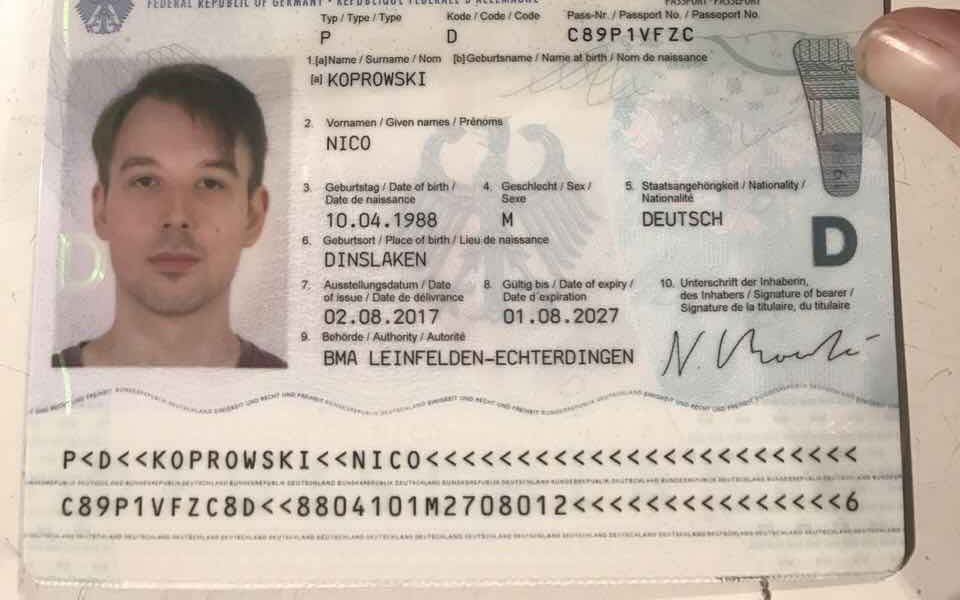 FEDERAL REPUBLIC OF GERMANY · RÉPUBLIQUE FÉDÉRALE D'ALLEMAGNE
Typ / Type / Type Kode / Code / Code Pass-Nr. / Passport No. / Passeport No.
P D C89P1VFZC
1.[a]Name / Surname / Nom [b]Geburtsname / Name at birth / Nom de naissance
[a] KOPROWSKI
2. Vornamen / Given names / Prénoms
NICO
3. Geburtstag / Date of birth / 4. Geschlecht / Sex / 5. Staatsangehörigkeit / Nationality /
Date de naissance Sexe Nationalité
10.04.1988 M DEUTSCH
D
6. Geburtsort / Place of birth / Lieu de naissance
DINSLAKEN
7. Ausstellungsdatum / Date 8. Gültig bis / Date of expiry / 10. Unterschrift der Inhaberin,
of issue / Date de délivrance Date d'expiration des Inhabers / Signature of bearer /
Signature de la titulaire, du titulaire
02.08.2017 01.08.2027
9. Behörde / Authority / Autorité
BMA LEINFELDEN-ECHTERDINGEN
P<D<<KOPROWSKI<<NICO<<<<<<<<<<<<<<<<<<<<<<<<
C89P1VFZC8D<<8804101M2708012<<<<<<<<<<<<<<<6